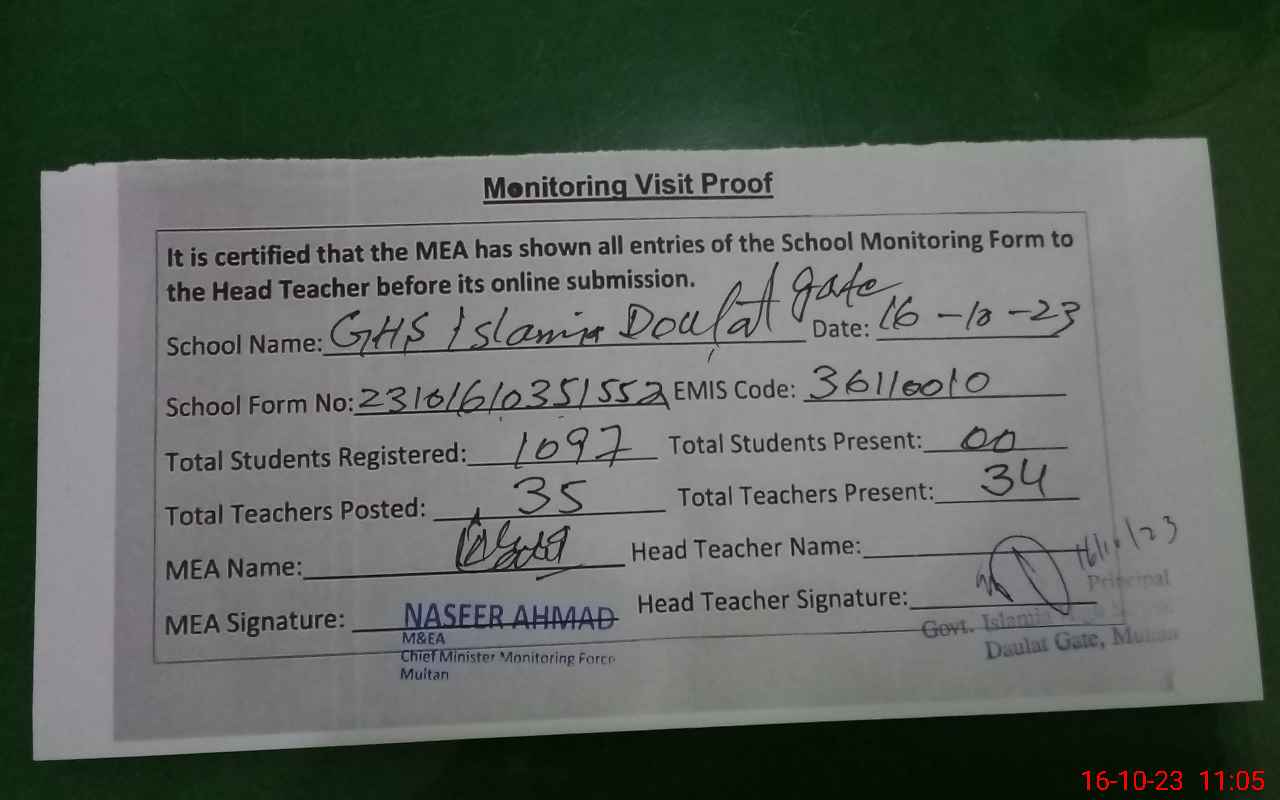 Monitoring Visit Proof
It is certified that the MEA has shown all entries of the School Monitoring Form to
the Head Teacher before its online submission.
School Name: GHS Islamia Doulat gate Date: 16-10-23
School Form No: 23101610351552 EMIS Code: 36110010
Total Students Registered: 1097 Total Students Present: 00
Total Teachers Posted: 35 Total Teachers Present: 34
MEA Name: Head Teacher Name:
16/10/23
MEA Signature: NASEER AHMAD Head Teacher Signature:
Principal
M&EA
Govt. Islamia
Chief Minister Monitoring Force
Daulat Gate, Multan
Multan
16-10-23 11:05